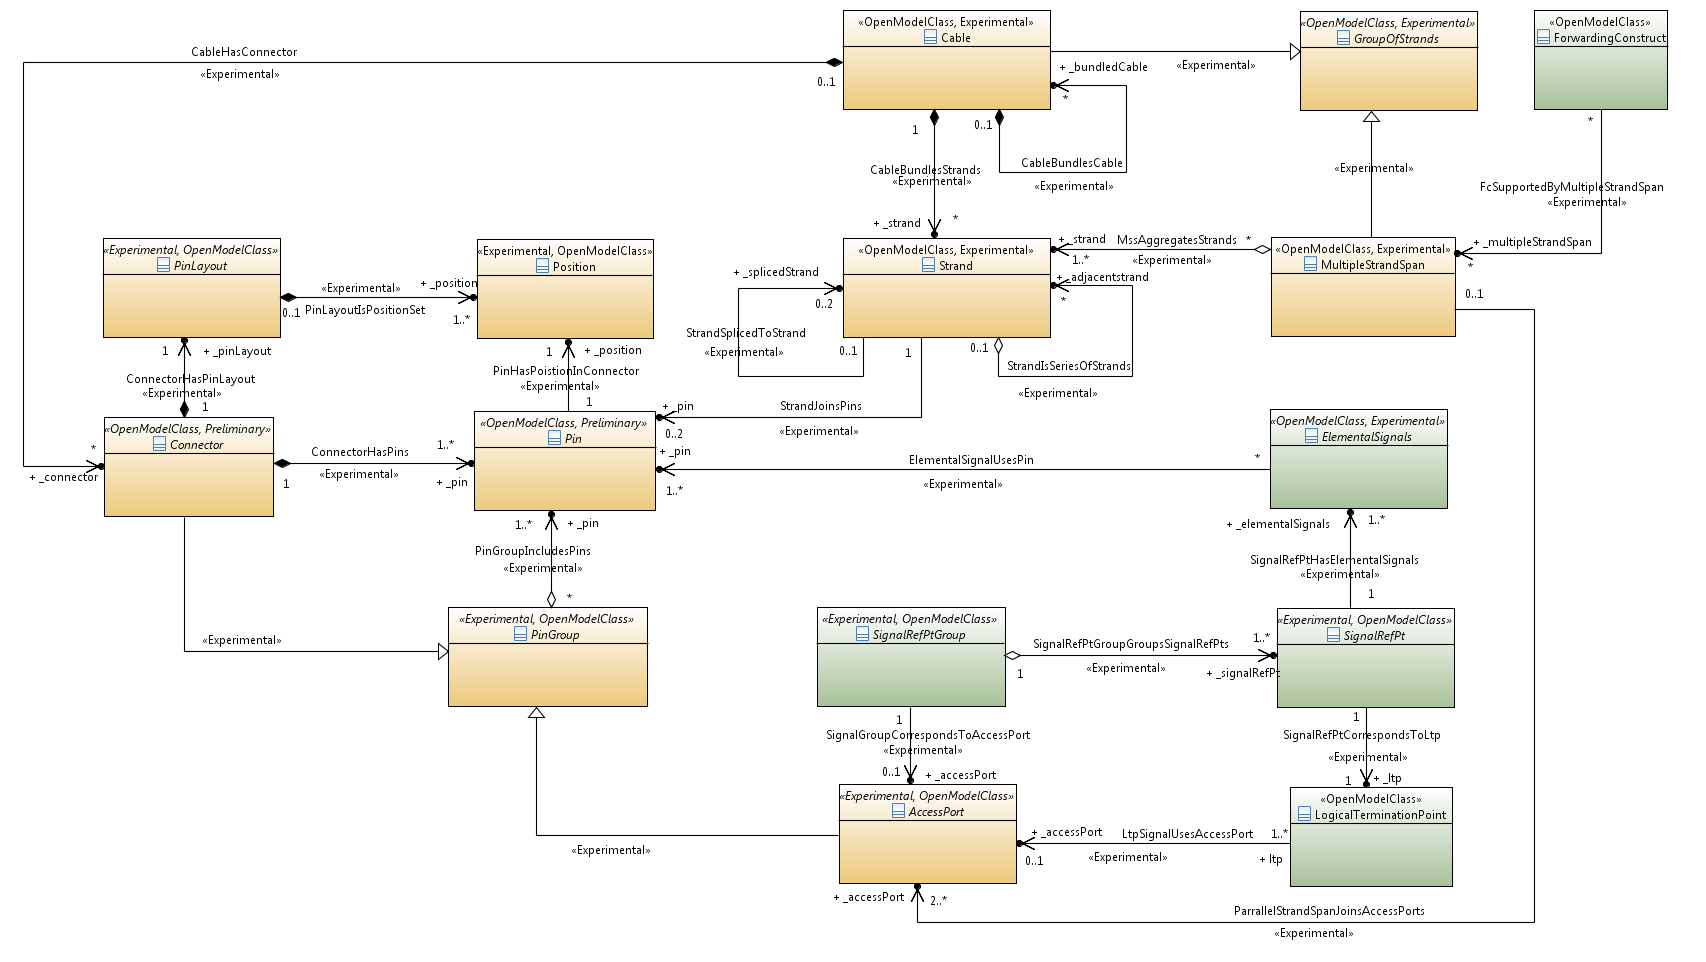 «OpenModelClass, Experimental»
Cable
«OpenModelClass, Experimental»
GroupOfStrands
«OpenModelClass»
ForwardingConstruct
CableHasConnector
«Experimental»
0..1
+ _bundledCable
*
«Experimental»
1
0..1
CableBundlesCable
«Experimental»
CableBundlesStrands
«Experimental»
+ _strand
*
«Experimental»
*
FcSupportedByMultipleStrandSpan
«Experimental»
+ _multipleStrandSpan
*
«Experimental, OpenModelClass»
PinLayout
«Experimental»
PinLayoutIsPositionSet
0..1
+ _position
1..*
«Experimental, OpenModelClass»
Position
+ _splicedStrand
0..2
«OpenModelClass, Experimental»
Strand
+ _strand
1..*
MssAggregatesStrands
*
«Experimental»
+ _adjacentstrand
*
«OpenModelClass, Experimental»
MultipleStrandSpan
0..1
StrandSplicedToStrand
«Experimental»
0..1
1
0..1
StrandIsSeriesOfStrands
«Experimental»
1
+ _pinLayout
ConnectorHasPinLayout
«Experimental»
1
1
+ _position
PinHasPoistionInConnector
«Experimental»
1
+ _pin
0..2
StrandJoinsPins
«Experimental»
«OpenModelClass, Preliminary»
Connector
*
+ _connector
ConnectorHasPins
«Experimental»
1
1..*
+ _pin
«OpenModelClass, Preliminary»
Pin
+ _pin
1..*
ElementalSignalUsesPin
«Experimental»
*
«OpenModelClass, Experimental»
ElementalSignals
1..*
+ _pin
PinGroupIncludesPins
«Experimental»
*
+ _elementalSignals
1..*
SignalRefPtHasElementalSignals
«Experimental»
1
«Experimental»
«Experimental, OpenModelClass»
PinGroup
«Experimental, OpenModelClass»
SignalRefPtGroup
SignalRefPtGroupGroupsSignalRefPts
«Experimental»
1
1..*
+ _signalRefPt
«Experimental, OpenModelClass»
SignalRefPt
1
SignalGroupCorrespondsToAccessPort
«Experimental»
0..1
+ _accessPort
1
SignalRefPtCorrespondsToLtp
«Experimental»
1
+ _ltp
«Experimental, OpenModelClass»
AccessPort
«OpenModelClass»
LogicalTerminationPoint
+ _accessPort
0..1
LtpSignalUsesAccessPort
«Experimental»
1..*
+ ltp
«Experimental»
+ _accessPort
2..*
ParrallelStrandSpanJoinsAccessPorts
«Experimental»